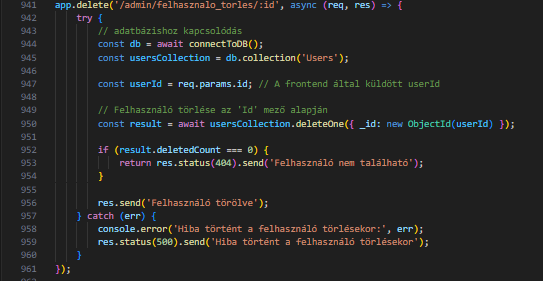 941 app.delete('/admin/felhasznalo_torles/:id', async (req, res) => {
942 try {
943 // adatbázishoz kapcsolódás
944 const db = await connectToDB();
945 const usersCollection = db.collection('Users');
946
947 const userId = req.params.id; // A frontend által küldött userId
948
949 // Felhasználó törlése az 'Id' mező alapján
950 const result = await usersCollection.deleteOne({ _id: new ObjectId(userId) });
951
952 if (result.deletedCount === 0) {
953 return res.status(404).send('Felhasználó nem található');
954 }
955
956 res.send('Felhasználó törölve');
957 } catch (err) {
958 console.error('Hiba történt a felhasználó törlésekor:', err);
959 res.status(500).send('Hiba történt a felhasználó törlésekor');
960 }
961 });